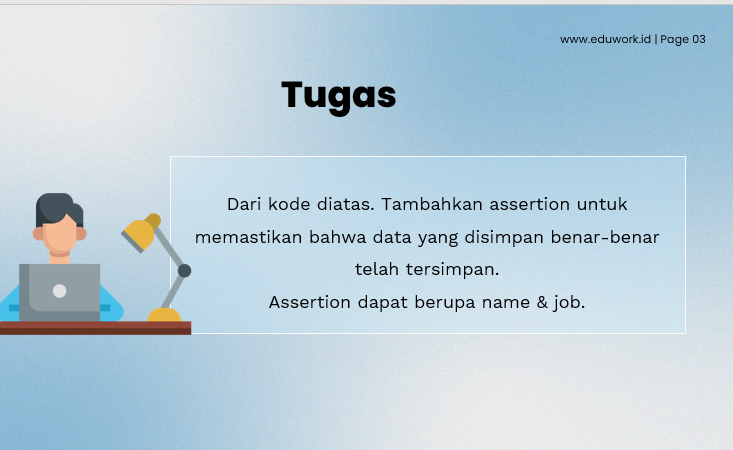 www.eduwork.id | Page 03
Tugas
Dari kode diatas. Tambahkan assertion untuk
memastikan bahwa data yang disimpan benar-benar
telah tersimpan.
Assertion dapat berupa name & job.